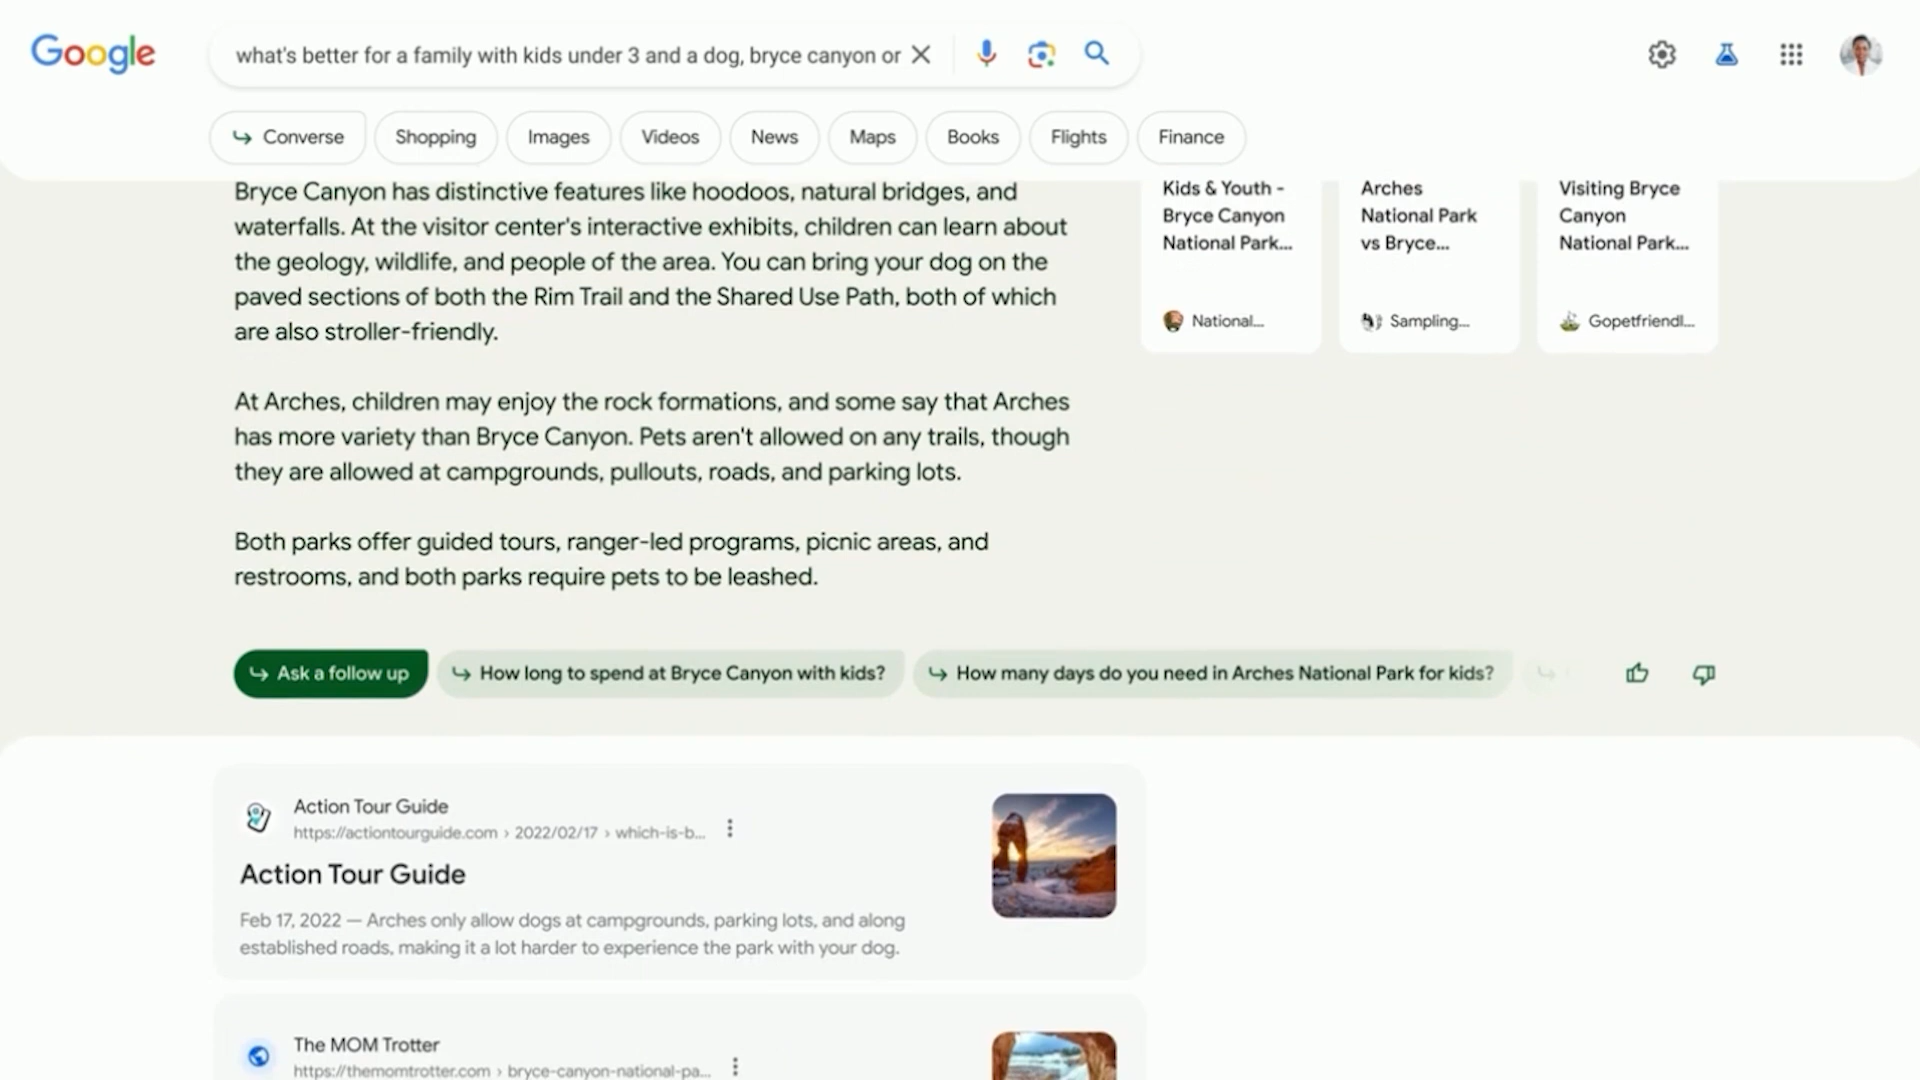 Google
what's better for a family with kids under 3 and a dog, bryce canyon or
Converse
Shopping
Images
Videos
News
Maps
Books
Flights
Finance
Bryce Canyon has distinctive features like hoodoos, natural bridges, and
waterfalls. At the visitor center's interactive exhibits, children can learn about
the geology, wildlife, and people of the area. You can bring your dog on the
paved sections of both the Rim Trail and the Shared Use Path, both of which
are also stroller-friendly.
At Arches, children may enjoy the rock formations, and some say that Arches
has more variety than Bryce Canyon. Pets aren't allowed on any trails, though
they are allowed at campgrounds, pullouts, roads, and parking lots.
Both parks offer guided tours, ranger-led programs, picnic areas, and
restrooms, and both parks require pets to be leashed.
Kids & Youth -
Bryce Canyon
National Park...
National...
Arches
National Park
vs Bryce...
Sampling...
Visiting Bryce
Canyon
National Park...
Gopetfriendl...
Ask a follow up
How long to spend at Bryce Canyon with kids?
How many days do you need in Arches National Park for kids?
Action Tour Guide
https://actiontourguide.com › 2022/02/17 › which-is-b...
Action Tour Guide
Feb 17, 2022 — Arches only allow dogs at campgrounds, parking lots, and along
established roads, making it a lot harder to experience the park with your dog.
The MOM Trotter
https://themomtrotter.com › bryce-canyon-national-pa...